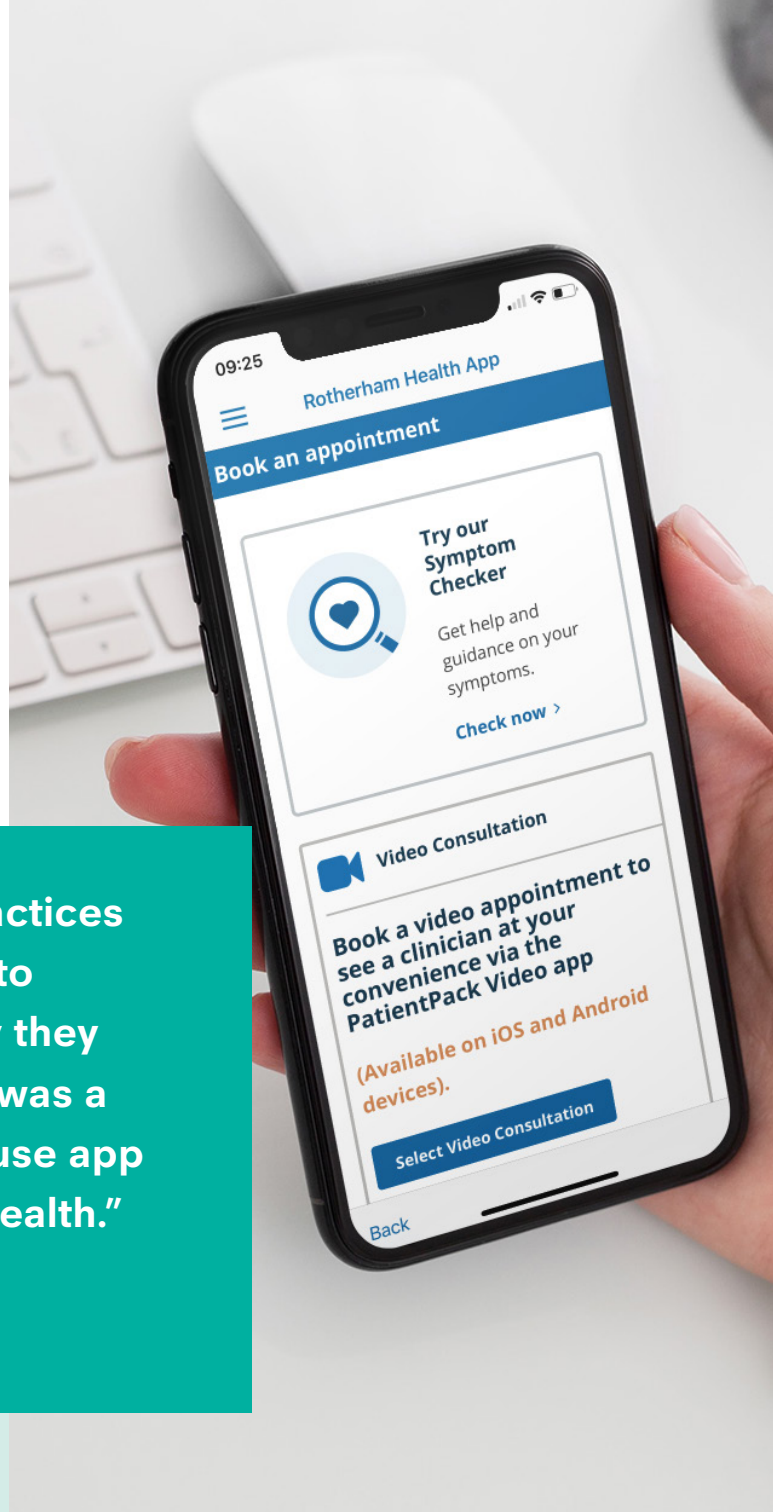 09:25
Rotherham Health App
Book an appointment
Try our
Symptom
Checker
Get help and
guidance on your
symptoms.
Check now >
Video Consultation
Book a video appointment to
see a clinician at your
convenience via the
PatientPack Video app
(Available on iOS and Android
devices).
Select Video Consultation
Back
to
they
was a
use app